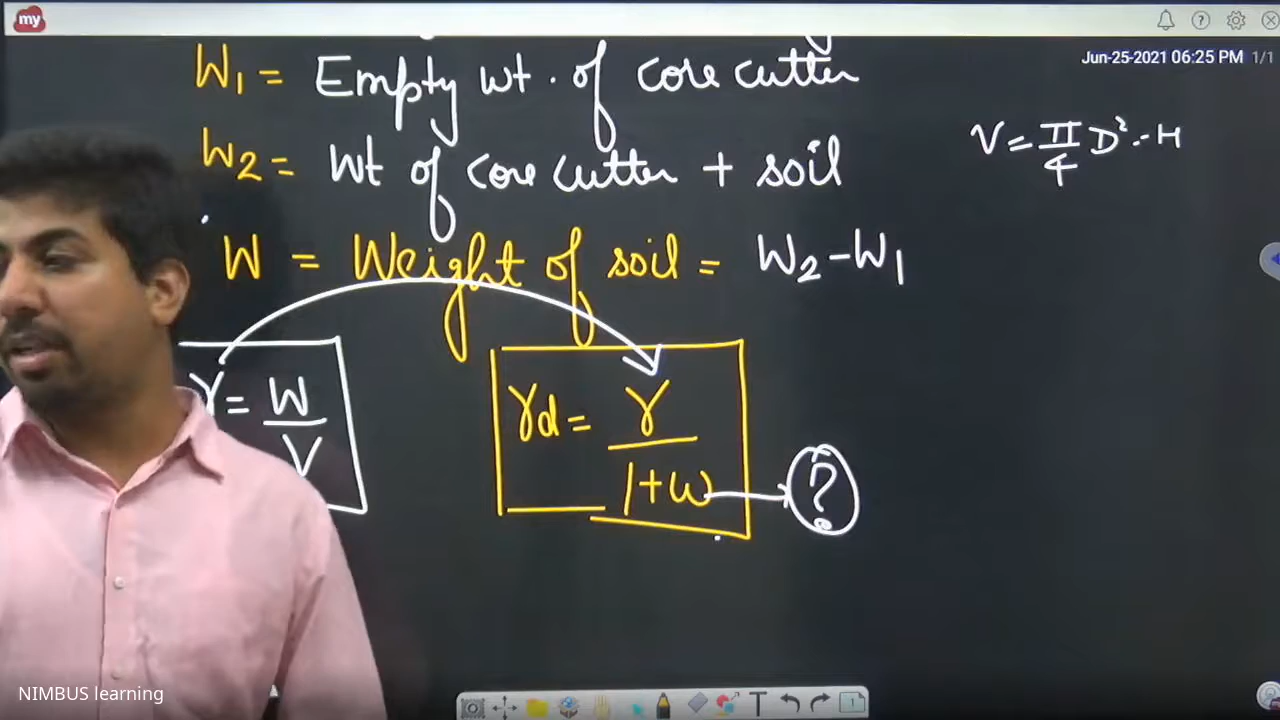 my
Jun-25-2021 06:25 PM 1/1
W1 = Empty wt. of core cutter
W2 = Wt of core cutter + soil
V = π/4 D² · H
W = Weight of soil = W2 - W1
γ = W/V
γd = γ/1+w → ?
NIMBUS learning